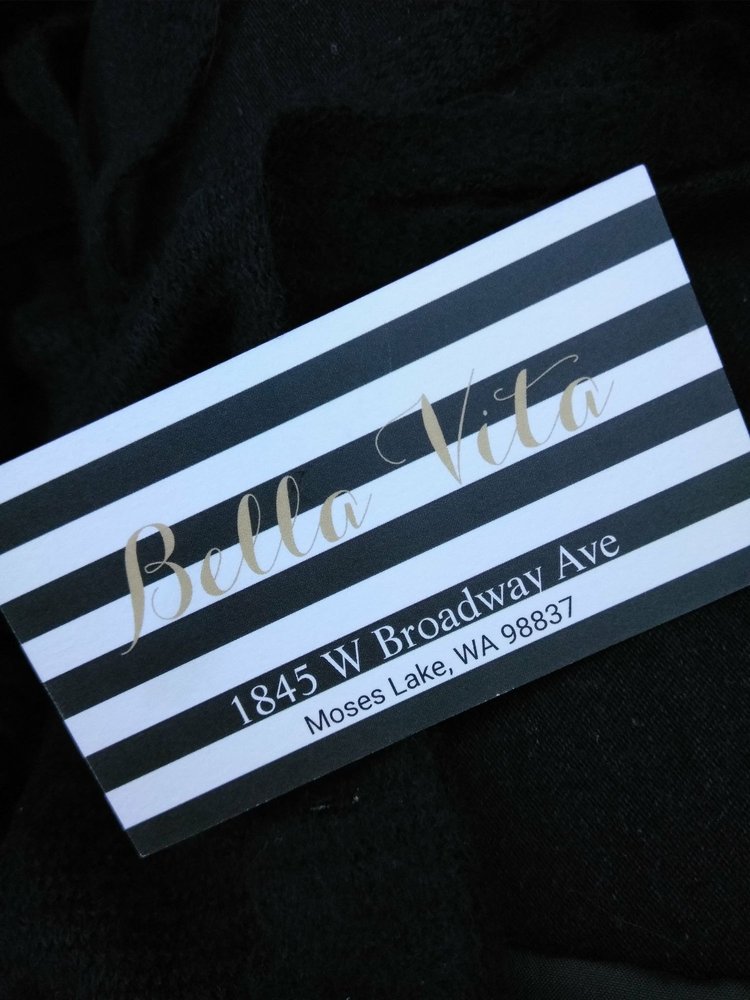 Bella Vita
1845 W Broadway Ave
Moses Lake, WA 98837